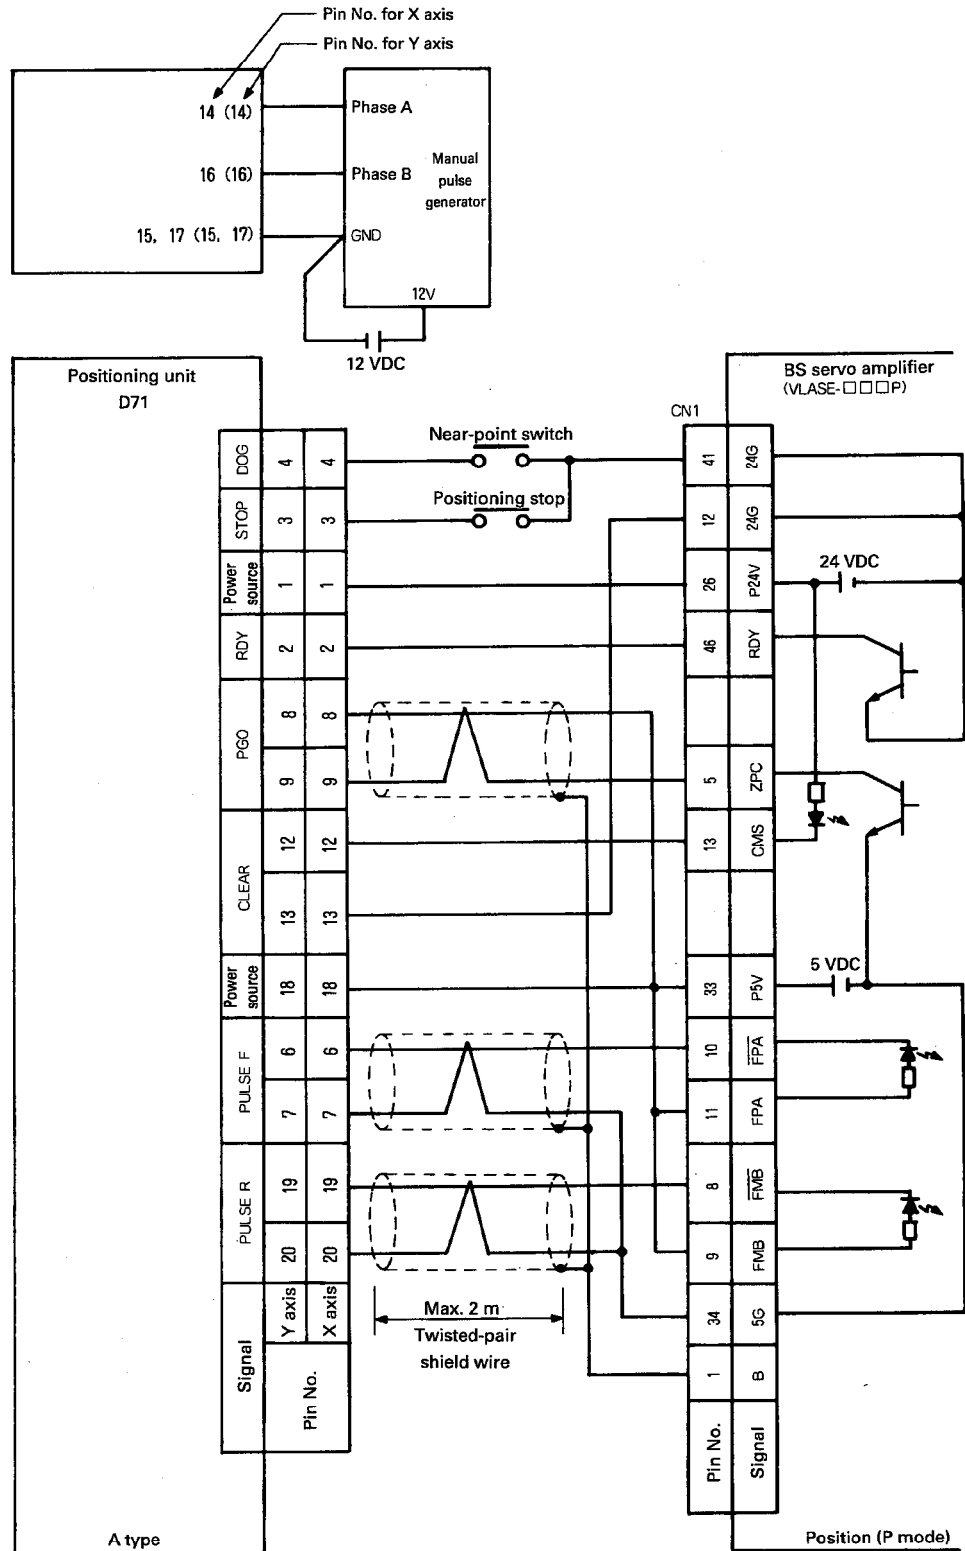 Pin No. for X axis
Pin No. for Y axis
14 (14)
Phase A
16 (16)
Phase B
Manual
pulse
generator
15, 17 (15, 17)
GND
12V
12 VDC
Positioning unit
D71
BS servo amplifier
(VLASE-□□□P)
CN1
DOG 4 4
Near-point switch
41 24G
STOP 3 3
Positioning stop
12 24G
Power
source
1 1
26 P24V
24 VDC
RDY 2 2
46 RDY
PGO
8 8
9 9
5 ZPC
CLEAR
12 12
13 CMS
13 13
Power
source
18 18
33 P5V
5 VDC
PULSE F
6 6
10 F̅P̅A̅
7 7
11 FPA
PULSE R
19 19
8 F̅M̅B̅
20 20
9 FMB
Signal
Y axis
X axis
Pin No.
Max. 2 m
Twisted-pair
shield wire
34 5G
1 B
Pin No.
Signal
A type
Position (P mode)